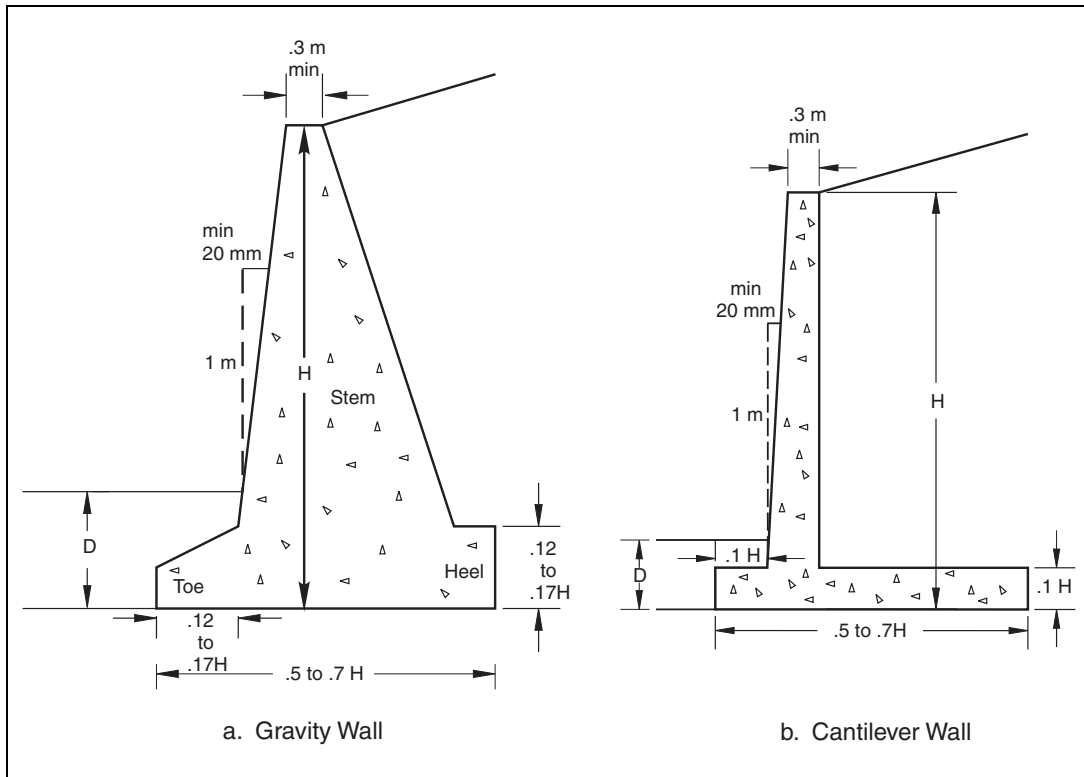 .3 m
min
min
20 mm
1 m
H
Stem
D
Toe
Heel
.12
to
.17H
.12
to
.17H
.5 to .7 H
a. Gravity Wall
.3 m
min
min
20 mm
1 m
H
D
.1 H
.1 H
.5 to .7H
b. Cantilever Wall